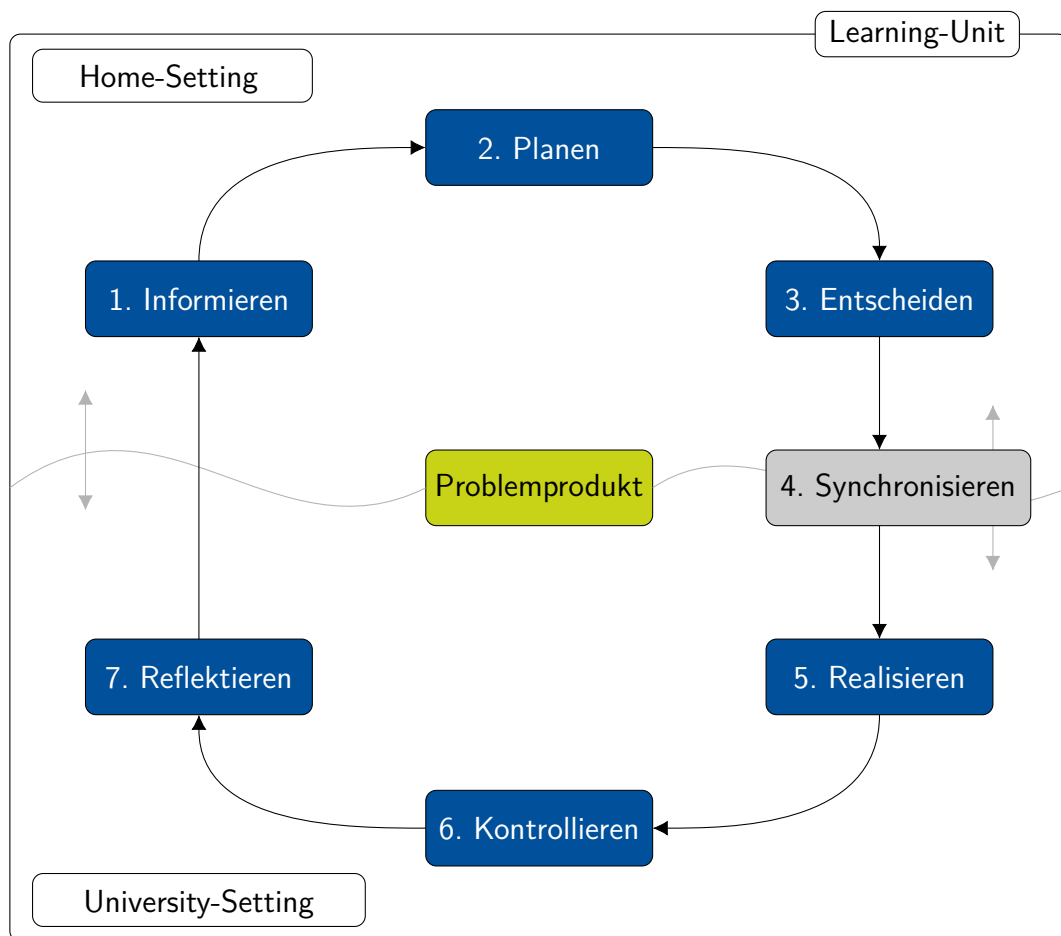 Learning-Unit
Home-Setting
2. Planen
1. Informieren
3. Entscheiden
Problemprodukt
4. Synchronisieren
7. Reflektieren
5. Realisieren
6. Kontrollieren
University-Setting